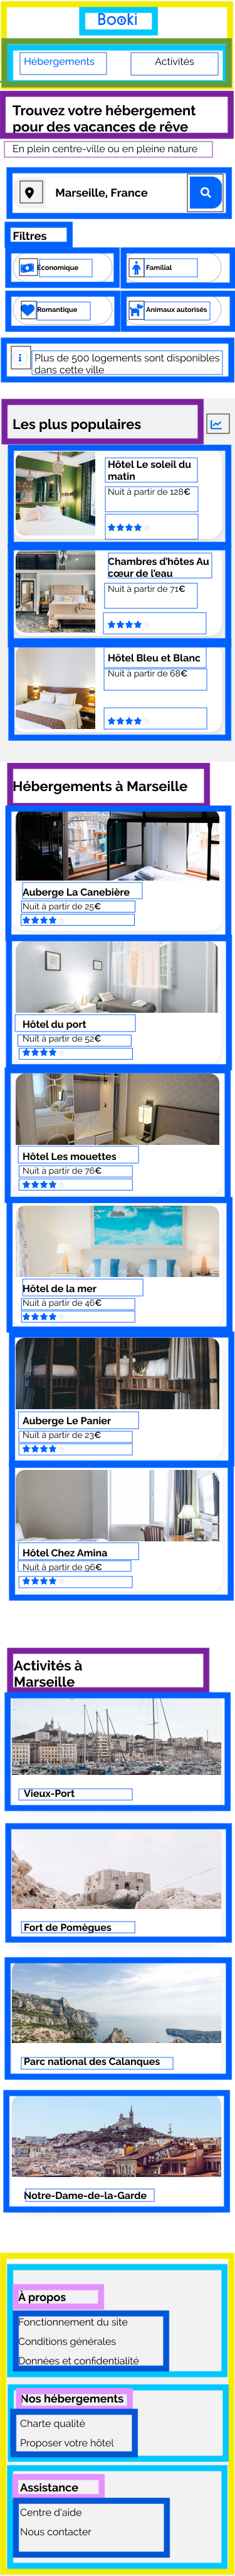 Booki
Hébergements
Activités
Trouvez votre hébergement
pour des vacances de rêve
En plein centre-ville ou en pleine nature
Marseille, France
Filtres
Économique
Familial
Romantique
Animaux autorisés
Plus de 500 logements sont disponibles
dans cette ville
Les plus populaires
Hôtel Le soleil du
matin
Nuit à partir de 128€
Chambres d'hôtes Au
cœur de l'eau
Nuit à partir de 71€
Hôtel Bleu et Blanc
Nuit à partir de 68€
Hébergements à Marseille
Auberge La Canebière
Nuit à partir de 25€
Hôtel du port
Nuit à partir de 52€
Hôtel Les mouettes
Nuit à partir de 76€
Hôtel de la mer
Nuit à partir de 46€
Auberge Le Panier
Nuit à partir de 23€
Hôtel Chez Amina
Nuit à partir de 96€
Activités à
Marseille
Vieux-Port
Fort de Pomègues
Parc national des Calanques
Notre-Dame-de-la-Garde
À propos
Fonctionnement du site
Conditions générales
Données et confidentialité
Nos hébergements
Charte qualité
Proposer votre hôtel
Assistance
Centre d'aide
Nous contacter